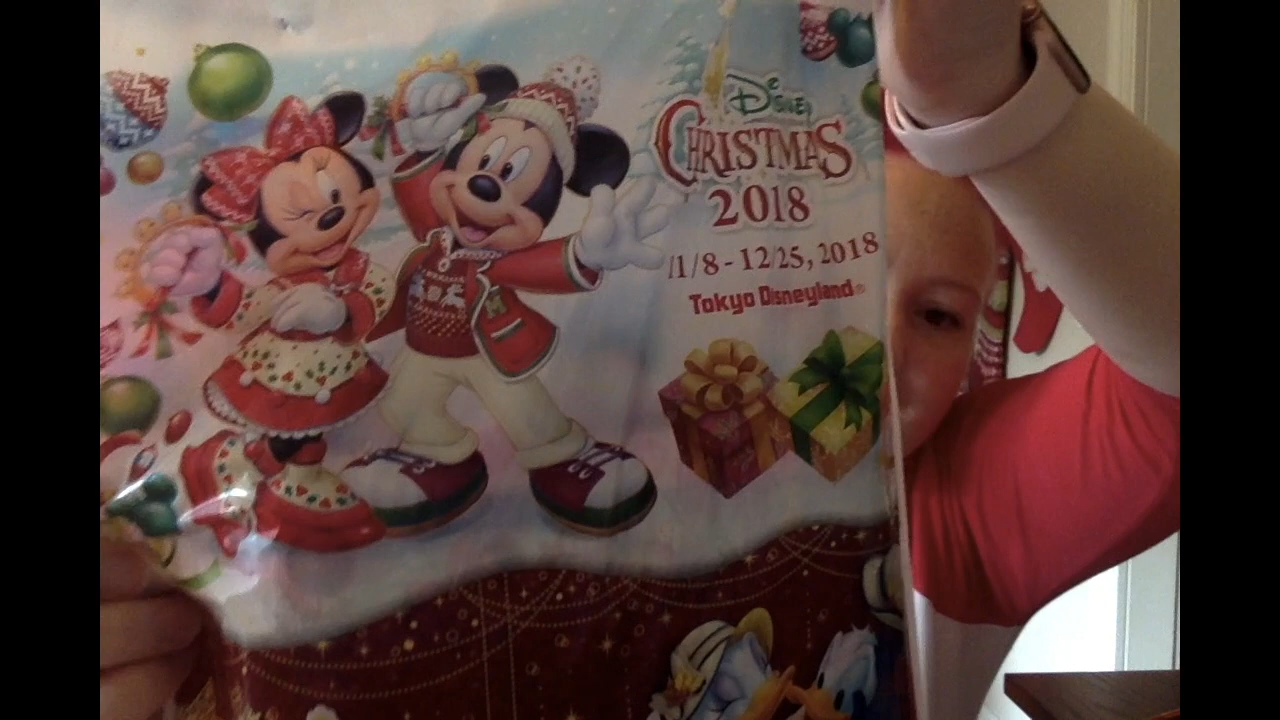 Disney
CHRISTMAS
2018
11/8 - 12/25, 2018
Tokyo Disneyland®
M